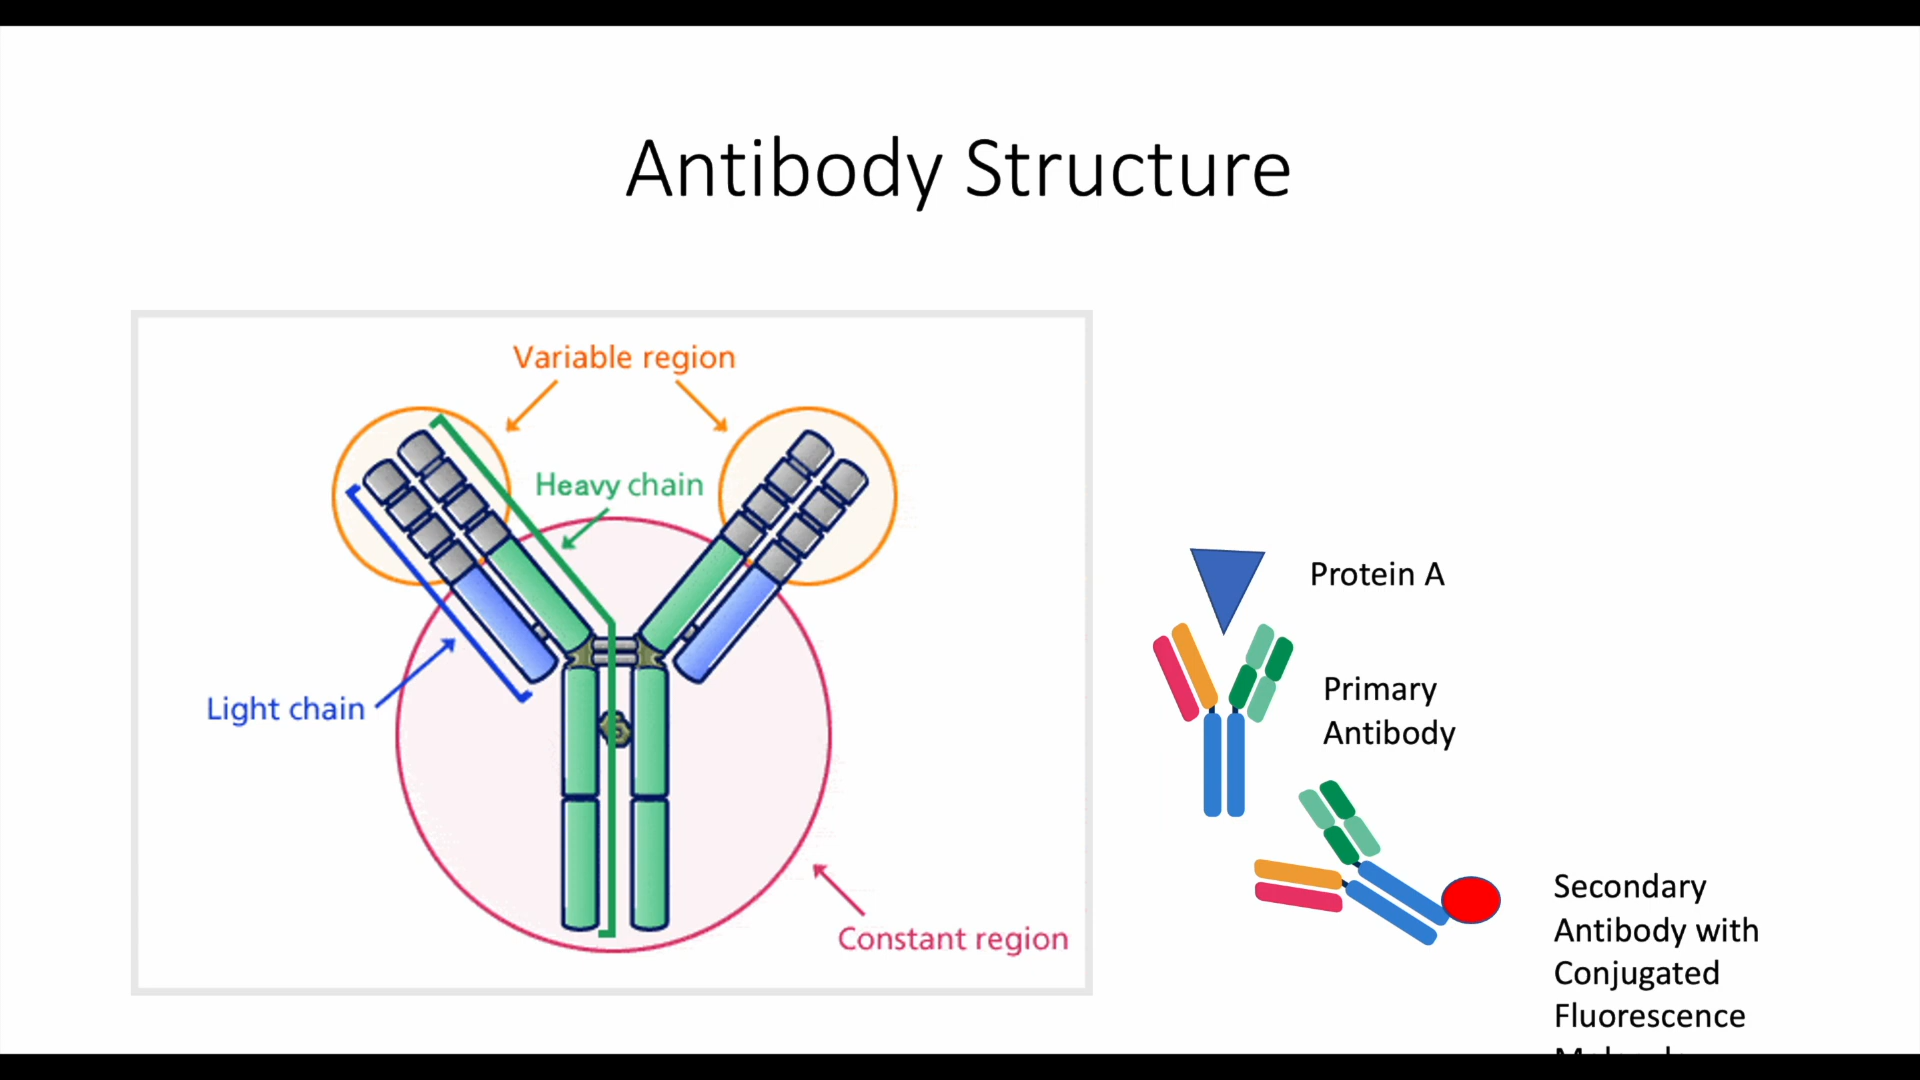 Antibody Structure
Variable region
Heavy chain
Light chain
Constant region
Protein A
Primary
Antibody
Secondary
Antibody with
Conjugated
Fluorescence